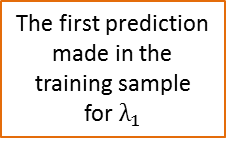 The first prediction
made in the
training sample
for λ₁